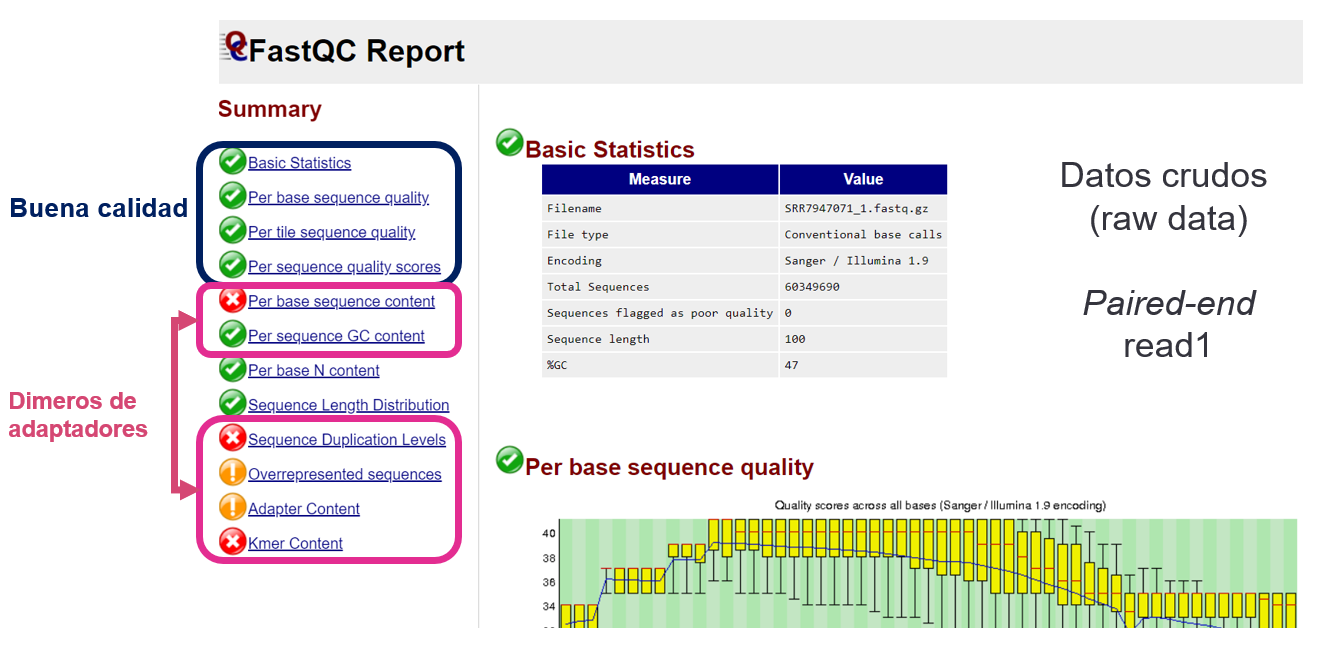 FastQC Report
Summary
Basic Statistics
Per base sequence quality
Per tile sequence quality
Per sequence quality scores
Per base sequence content
Per sequence GC content
Per base N content
Sequence Length Distribution
Sequence Duplication Levels
Overrepresented sequences
Adapter Content
Kmer Content
Buena calidad
Dimeros de
adaptadores
Basic Statistics
Measure Value
Filename SRR7947071_1.fastq.gz
File type Conventional base calls
Encoding Sanger / Illumina 1.9
Total Sequences 60349690
Sequences flagged as poor quality 0
Sequence length 100
%GC 47
Datos crudos
(raw data)
Paired-end
read1
Per base sequence quality
Quality scores across all bases (Sanger / Illumina 1.9 encoding)
40
38
36
34